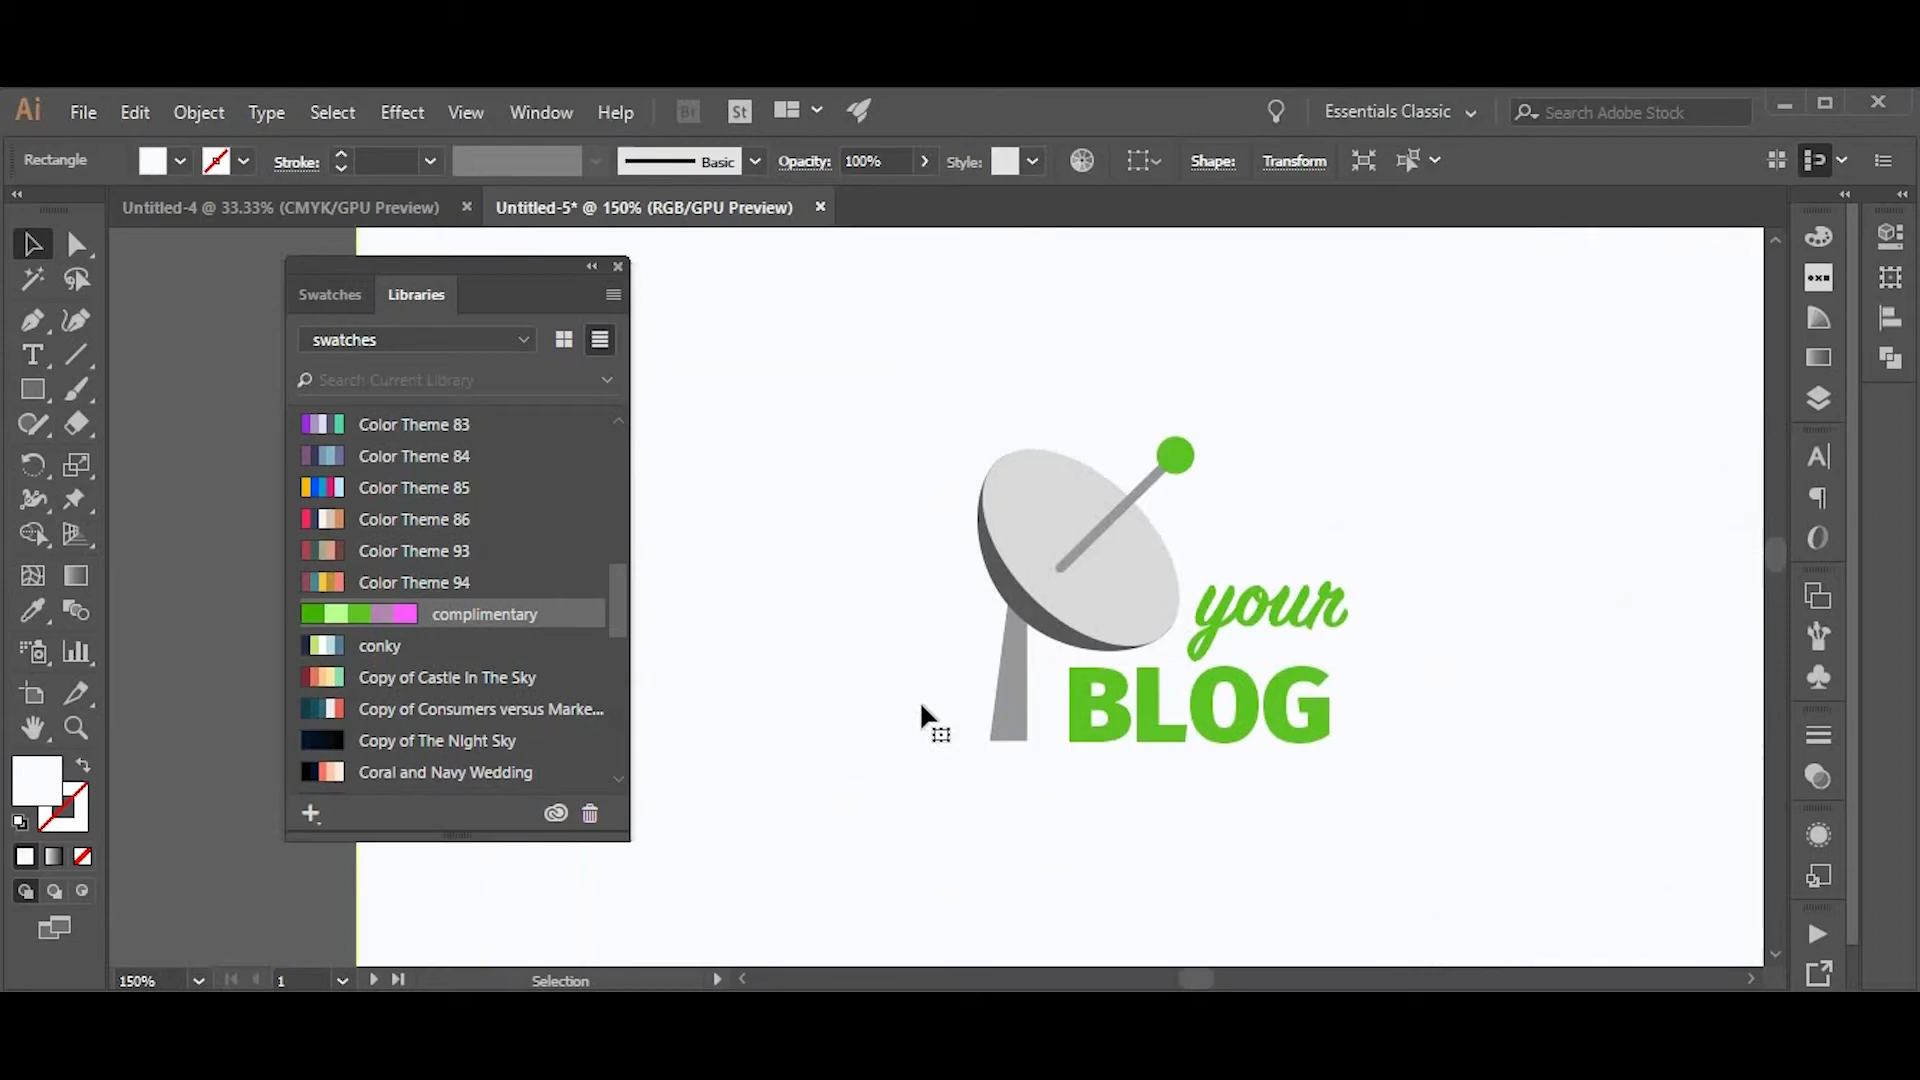 Ai File Edit Object Type Select Effect View Window Help Br St Essentials Classic Search Adobe Stock
Rectangle Stroke: Basic Opacity: 100% Style: Shape: Transform
Untitled-4 @ 33.33% (CMYK/GPU Preview) Untitled-5* @ 150% (RGB/GPU Preview)
Swatches Libraries
swatches
Search Current Library
Color Theme 83
Color Theme 84
Color Theme 85
Color Theme 86
Color Theme 93
Color Theme 94
complimentary
conky
Copy of Castle In The Sky
Copy of Consumers versus Marke...
Copy of The NIght Sky
Coral and Navy Wedding
your
BLOG
150% 1 Selection